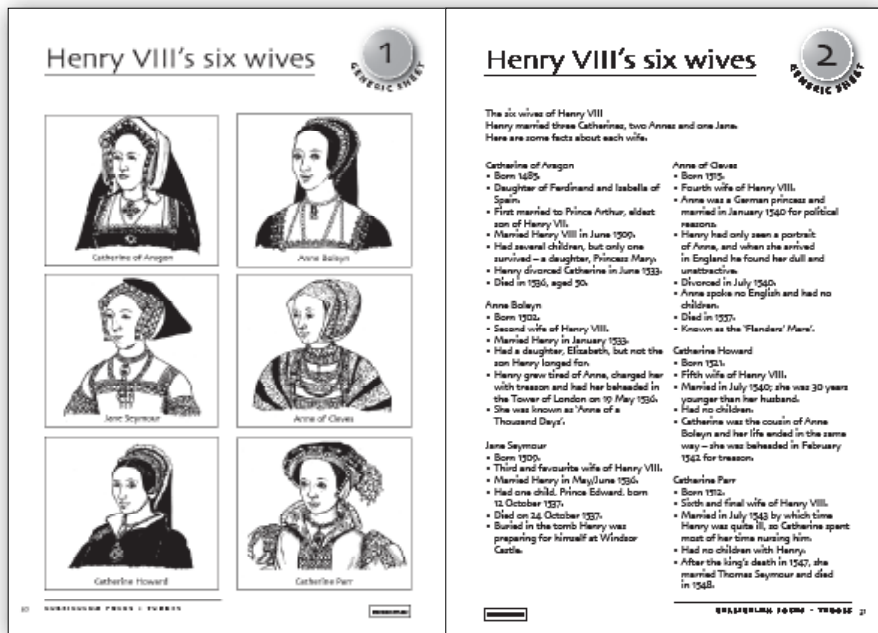 Henry VIII's six wives
1
GENERIC SHEET
Catherine of Aragon
Anne Boleyn
Jane Seymour
Anne of Cleves
Catherine Howard
Catherine Parr
CURRICULUM FOCUS • TUDORS
Henry VIII's six wives
2
GENERIC SHEET
The six wives of Henry VIII
Henry married three Catherines, two Annes and one Jane.
Here are some facts about each wife.
Catherine of Aragon
• Born 1485.
• Daughter of Ferdinand and Isabella of
Spain.
• First married to Prince Arthur, eldest
son of Henry VII.
• Married Henry VIII in June 1509.
• Had several children, but only one
survived – a daughter, Princess Mary.
• Henry divorced Catherine in June 1533.
• Died in 1536, aged 50.
Anne Boleyn
• Born 1502.
• Second wife of Henry VIII.
• Married Henry in January 1533.
• Had a daughter, Elizabeth, but not the
son Henry longed for.
• Henry grew tired of Anne, charged her
with treason and had her beheaded in
the Tower of London on 19 May 1536.
• She was known as 'Anne of a
Thousand Days'.
Jane Seymour
• Born 1509.
• Third and favourite wife of Henry VIII.
• Married Henry in May/June 1536.
• Had one child, Prince Edward, born
12 October 1537.
• Died on 24 October 1537.
• Buried in the tomb Henry was
preparing for himself at Windsor
Castle.
Anne of Cleves
• Born 1515.
• Fourth wife of Henry VIII.
• Anne was a German princess and
married in January 1540 for political
reasons.
• Henry had only seen a portrait
of Anne, and when she arrived
in England he found her dull and
unattractive.
• Divorced in July 1540.
• Anne spoke no English and had no
children.
• Died in 1557.
• Known as the 'Flanders' Mare'.
Catherine Howard
• Born 1521.
• Fifth wife of Henry VIII.
• Married in July 1540; she was 30 years
younger than her husband.
• Had no children.
• Catherine was the cousin of Anne
Boleyn and her life ended in the same
way – she was beheaded in February
1542 for treason.
Catherine Parr
• Born 1512.
• Sixth and final wife of Henry VIII.
• Married in July 1543 by which time
Henry was quite ill, so Catherine spent
most of her time nursing him.
• Had no children with Henry.
• After the king's death in 1547, she
married Thomas Seymour and died
in 1548.
CURRICULUM FOCUS • TUDORS